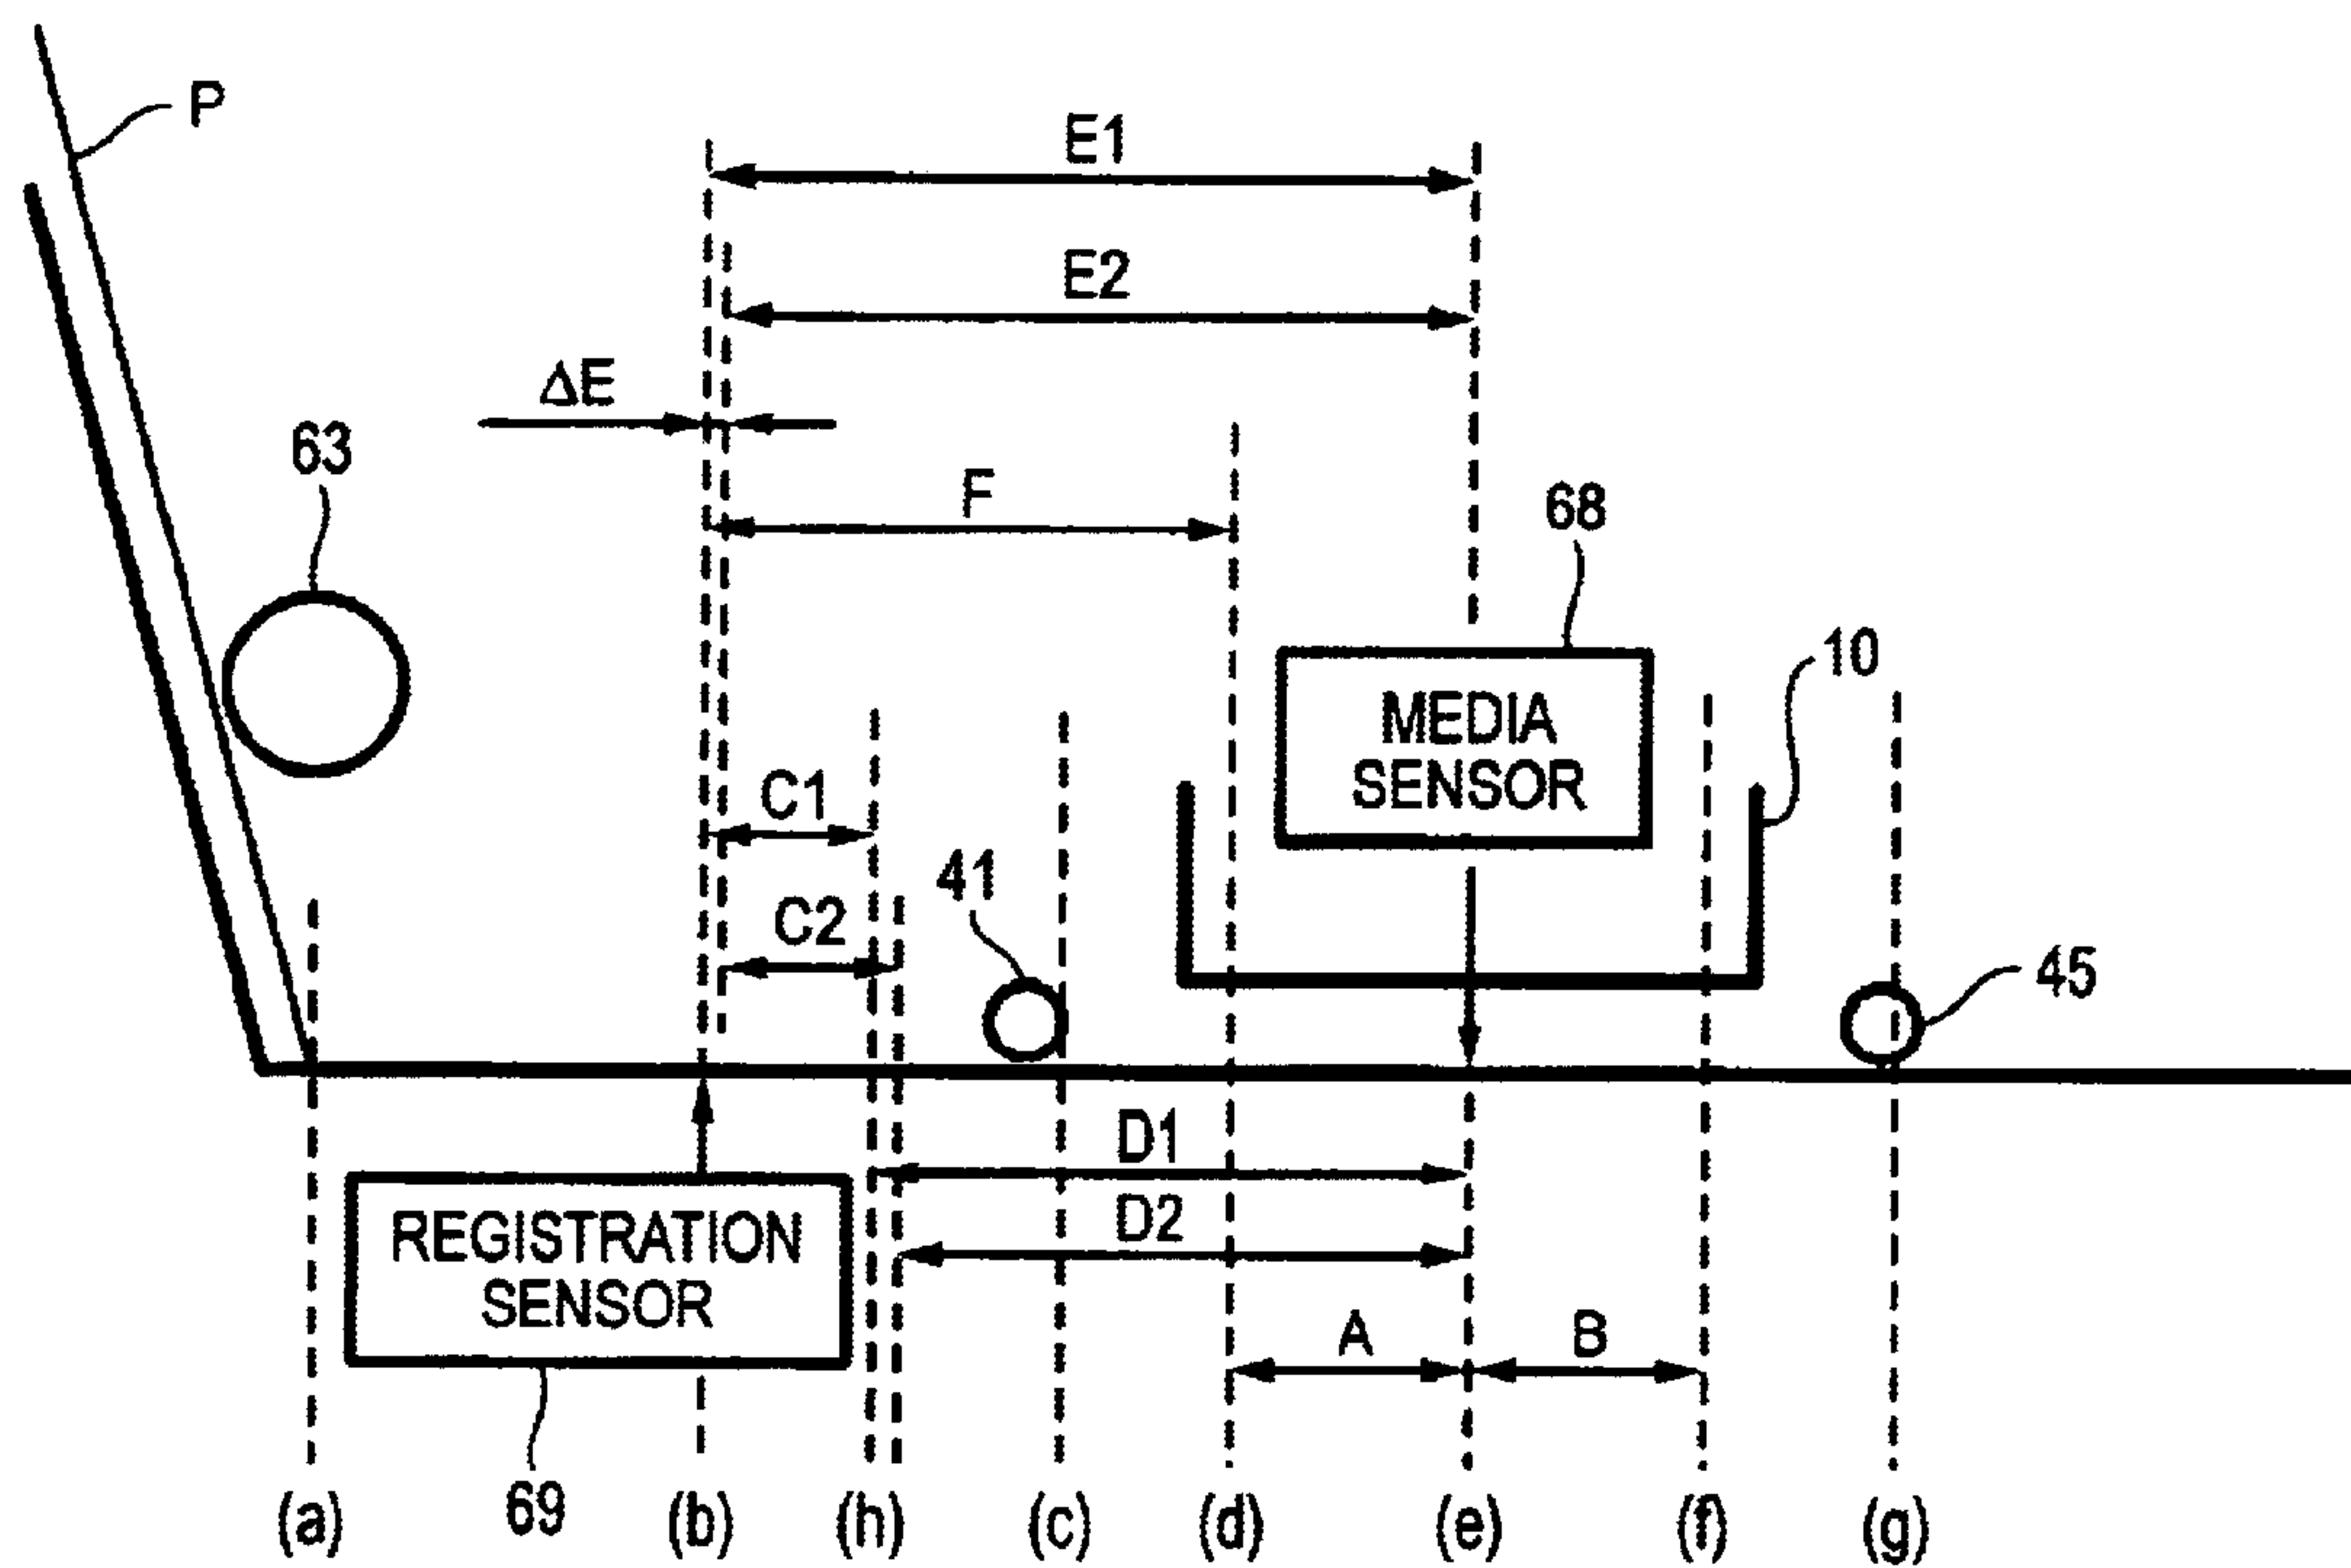 P
E1
E2
ΔE
63
F
68
10
MEDIA
SENSOR
C1
41
C2
45
D1
D2
REGISTRATION
SENSOR
A
B
69
(a)
(b)
(h)
(c)
(d)
(e)
(f)
(g)